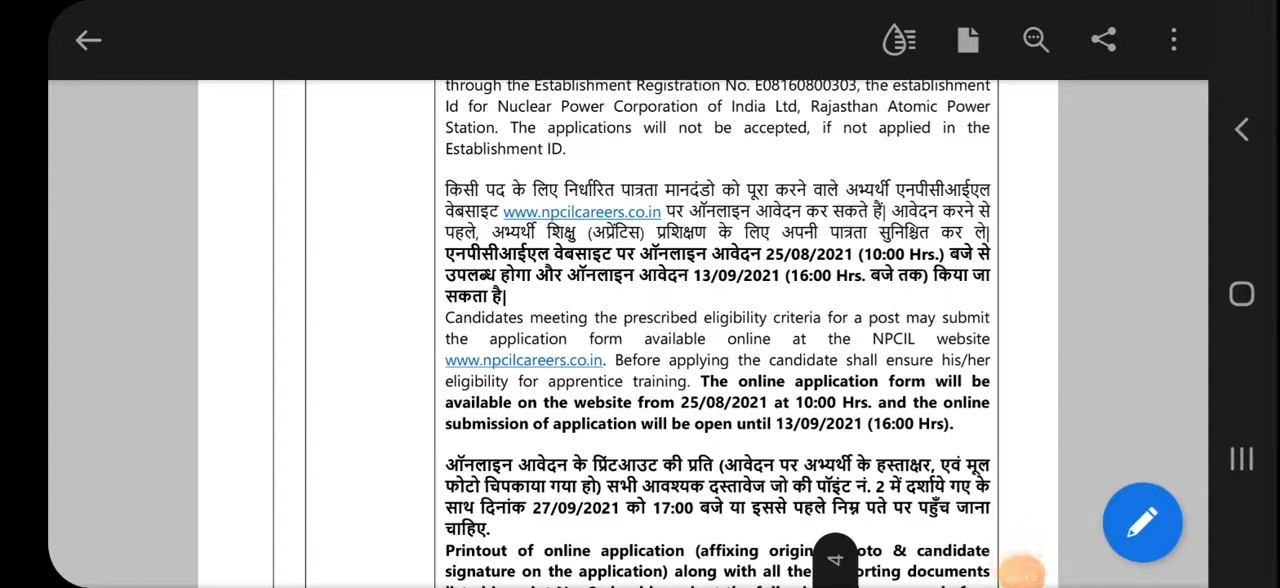 through the Establishment Registration No. E08160800303, the establishment
Id for Nuclear Power Corporation of India Ltd, Rajasthan Atomic Power
Station. The applications will not be accepted, if not applied in the
Establishment ID.
किसी पद के लिए निर्धारित पात्रता मानदंडो को पूरा करने वाले अभ्यर्थी एनपीसीआईएल
वेबसाइट www.npcilcareers.co.in पर ऑनलाइन आवेदन कर सकते हैं| आवेदन करने से
पहले, अभ्यर्थी शिक्षु (अप्रेंटिस) प्रशिक्षण के लिए अपनी पात्रता सुनिश्चित कर ले|
एनपीसीआईएल वेबसाइट पर ऑनलाइन आवेदन 25/08/2021 (10:00 Hrs.) बजे से
उपलब्ध होगा और ऑनलाइन आवेदन 13/09/2021 (16:00 Hrs. बजे तक) किया जा
सकता है|
Candidates meeting the prescribed eligibility criteria for a post may submit
the application form available online at the NPCIL website
www.npcilcareers.co.in. Before applying the candidate shall ensure his/her
eligibility for apprentice training. The online application form will be
available on the website from 25/08/2021 at 10:00 Hrs. and the online
submission of application will be open until 13/09/2021 (16:00 Hrs).
ऑनलाइन आवेदन के प्रिंटआउट की प्रति (आवेदन पर अभ्यर्थी के हस्ताक्षर, एवं मूल
फोटो चिपकाया गया हो) सभी आवश्यक दस्तावेज जो की पॉइंट नं. 2 में दर्शाये गए के
साथ दिनांक 27/09/2021 को 17:00 बजे या इससे पहले निम्न पते पर पहुँच जाना
चाहिए.
Printout of online application (affixing & candidate
signature on the application) along with all the documents
4